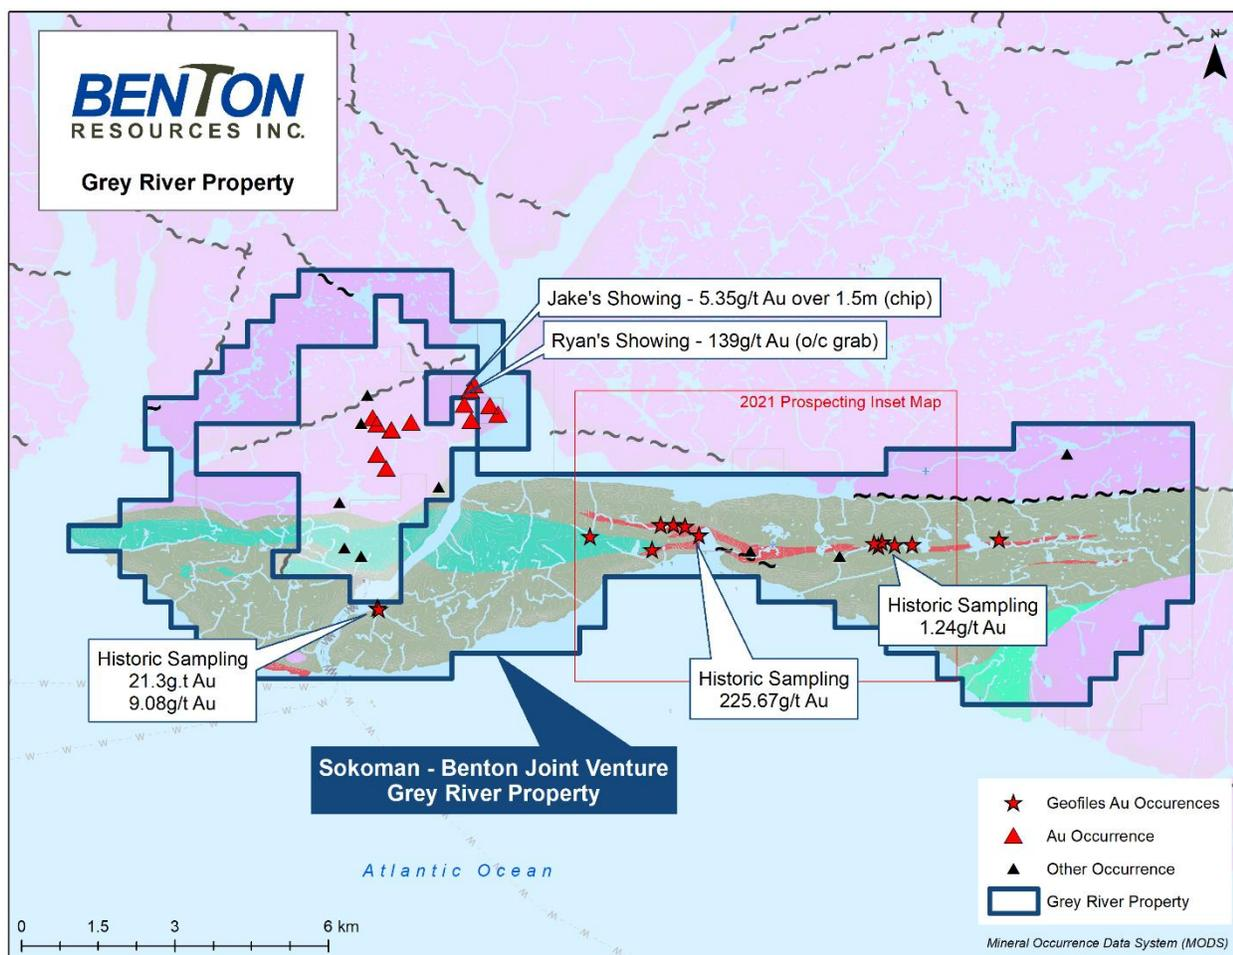 BENTON
RESOURCES INC.
Grey River Property
N
Jake's Showing - 5.35g/t Au over 1.5m (chip)
Ryan's Showing - 139g/t Au (o/c grab)
2021 Prospecting Inset Map
Historic Sampling
1.24g/t Au
Historic Sampling
21.3g.t Au
9.08g/t Au
Historic Sampling
225.67g/t Au
Sokoman - Benton Joint Venture
Grey River Property
Atlantic Ocean
Geofiles Au Occurences
Au Occurrence
Other Occurrence
Grey River Property
0 1.5 3 6 km
Mineral Occurrence Data System (MODS)